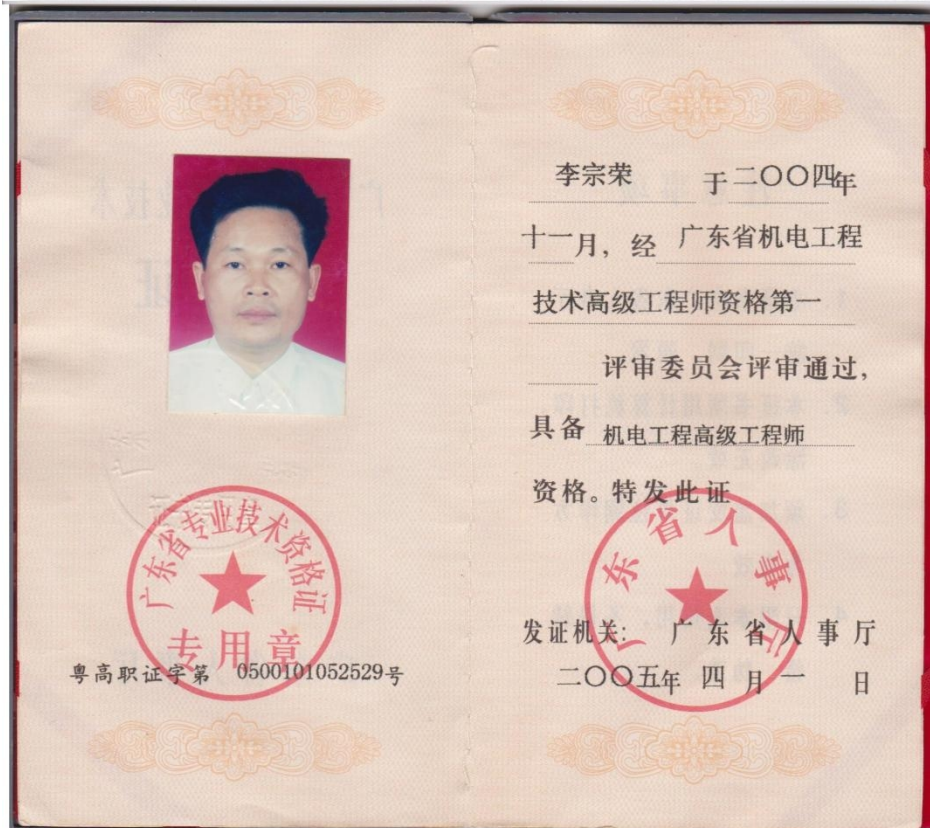 广东省专业技术资格证
专用章
粤高职证字第 0500101052529号
李宗荣 于二〇〇四年
十一月，经 广东省机电工程
技术高级工程师资格第一
评审委员会评审通过，
具备 机电工程高级工程师
资格。特发此证
广东省人事厅
发证机关： 广东省人事厅
二〇〇五年 四 月 一 日